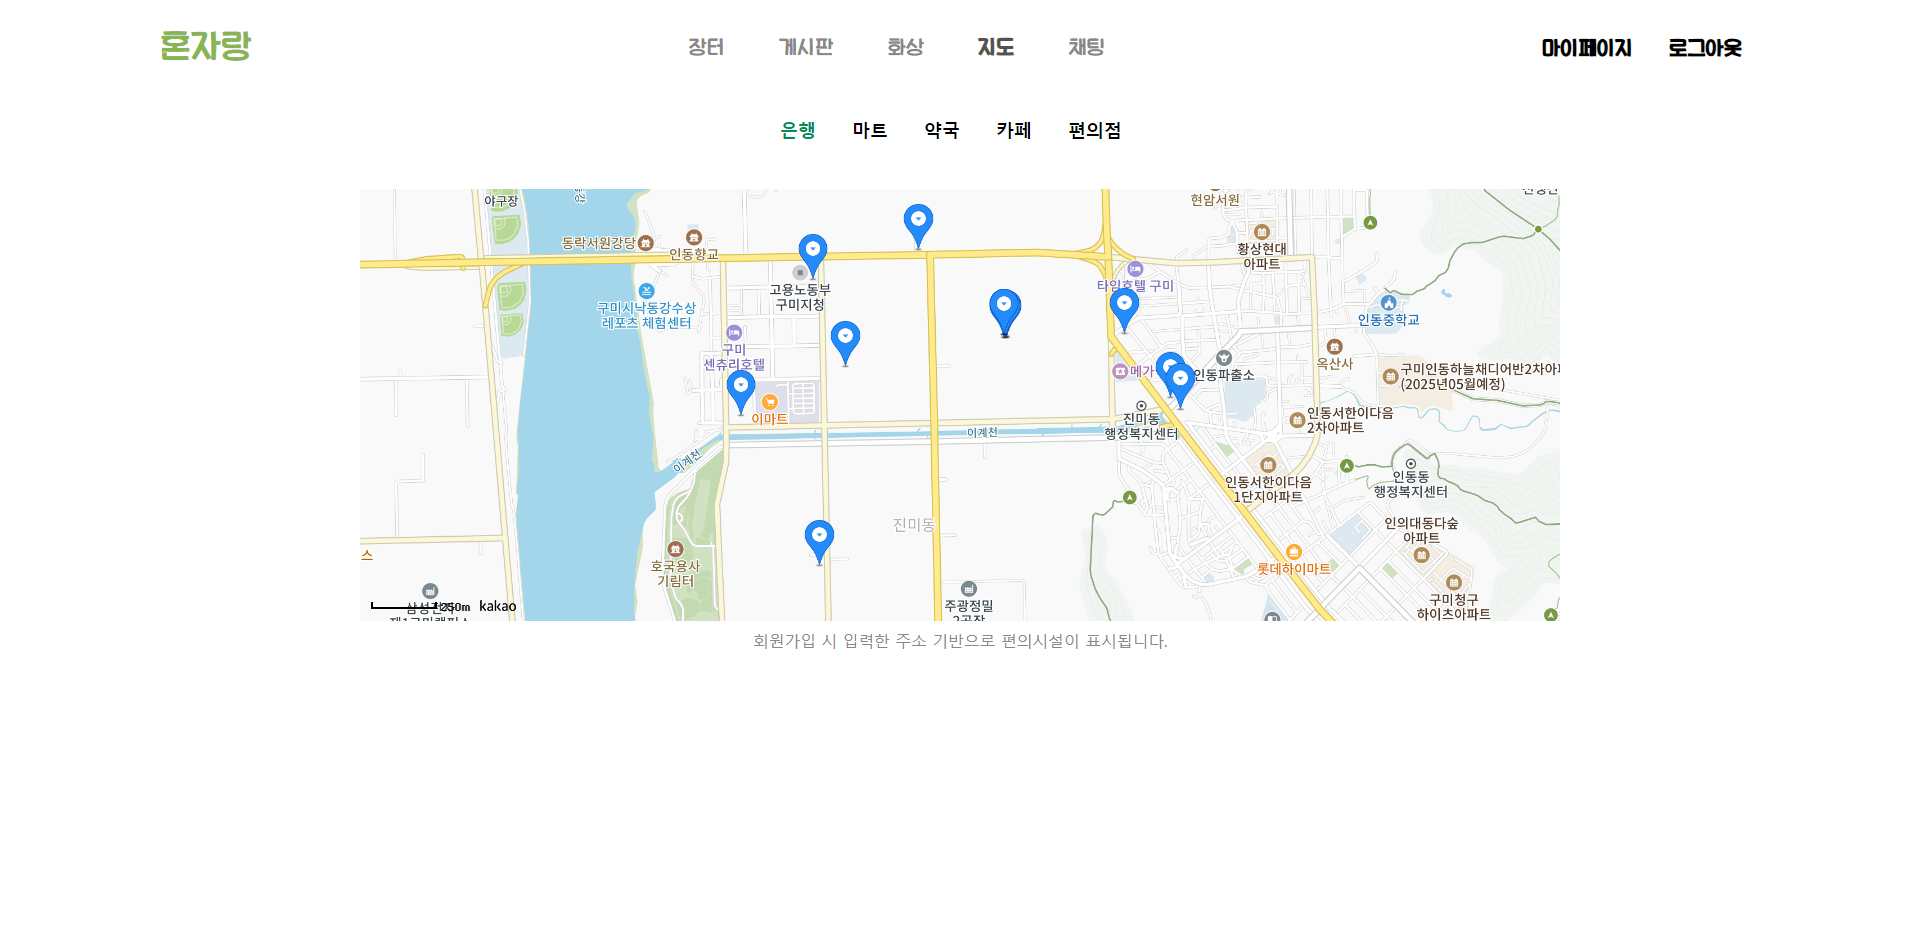 혼자랑
장터 게시판 화상 지도 채팅
마이페이지 로그아웃
은행 마트 약국 카페 편의점
야구장
현암서원
동락서원강당
인동향교
황상현대
아파트
고용노동부
구미지청
타임호텔 구미
구미시낙동강수상
레포츠 체험센터
인동중학교
구미
센츄리호텔
옥산사
메가
인동파출소
구미인동하늘채디어반2차아파
(2025년05월예정)
이마트
진미동
행정복지센터
인동서한이다음
2차아파트
이계천
이계천
인동서한이다음
1단지아파트
인동동
행정복지센터
진미동
인의대동다숲
아파트
호국용사
기림터
롯데하이마트
스
주광정밀
2공장
구미청구
하이츠아파트
250m kakao
회원가입 시 입력한 주소 기반으로 편의시설이 표시됩니다.